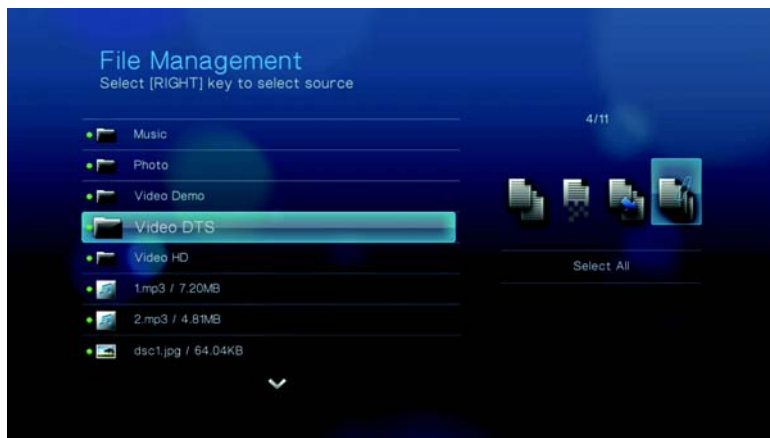 File Management
Select [RIGHT] key to select source
4/11
Music
Photo
Video Demo
Video DTS
Video HD
1.mp3 / 7.20MB
2.mp3 / 4.81MB
dsc1.jpg / 64.04KB
Select All